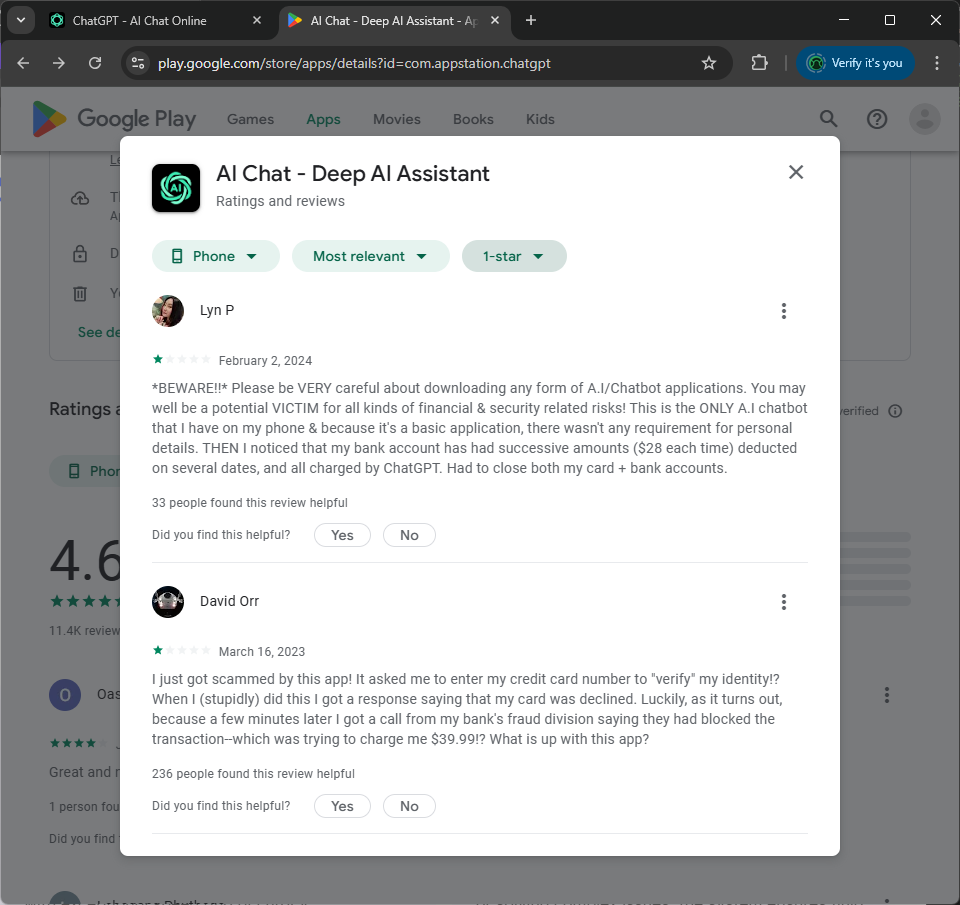 ChatGPT - AI Chat Online
AI Chat - Deep AI Assistant - Ap
play.google.com/store/apps/details?id=com.appstation.chatgpt
Verify it's you
Google Play
Games
Apps
Movies
Books
Kids
AI Chat - Deep AI Assistant
Ratings and reviews
Phone
Most relevant
1-star
Lyn P
February 2, 2024
*BEWARE!!* Please be VERY careful about downloading any form of A.I/Chatbot applications. You may
well be a potential VICTIM for all kinds of financial & security related risks! This is the ONLY A.I chatbot
that I have on my phone & because it's a basic application, there wasn't any requirement for personal
details. THEN I noticed that my bank account has had successive amounts ($28 each time) deducted
on several dates, and all charged by ChatGPT. Had to close both my card + bank accounts.
33 people found this review helpful
Did you find this helpful?
Yes
No
David Orr
March 16, 2023
I just got scammed by this app! It asked me to enter my credit card number to "verify" my identity!?
When I (stupidly) did this I got a response saying that my card was declined. Luckily, as it turns out,
because a few minutes later I got a call from my bank's fraud division saying they had blocked the
transaction--which was trying to charge me $39.99!? What is up with this app?
236 people found this review helpful
Did you find this helpful?
Yes
No
See de
Ratings a
verified
Phon
4.6
11.4K review
O
Oas
Great and r
1 person fou
Did you find